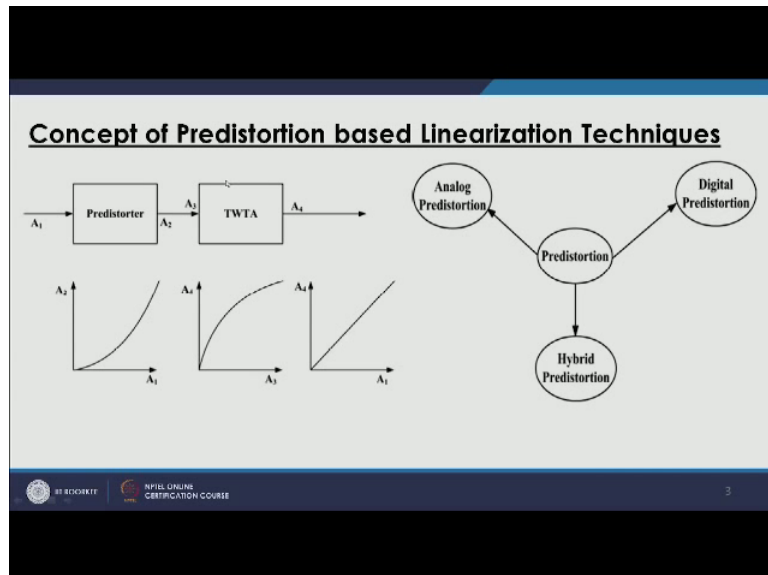 Concept of Predistortion based Linearization Techniques
A₁
Predistorter
A₂
A₃
TWTA
A₄
A₂
A₁
A₄
A₃
A₄
A₁
Analog
Predistortion
Digital
Predistortion
Predistortion
Hybrid
Predistortion
IIT ROORKEE
NPTEL ONLINE
CERTIFICATION COURSE
3